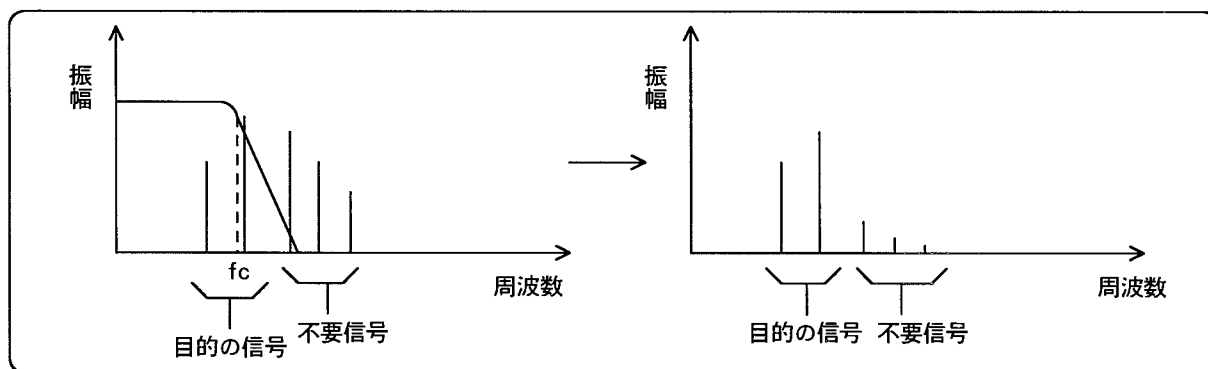 振幅
fc
周波数
目的の信号
不要信号
振幅
周波数
目的の信号
不要信号